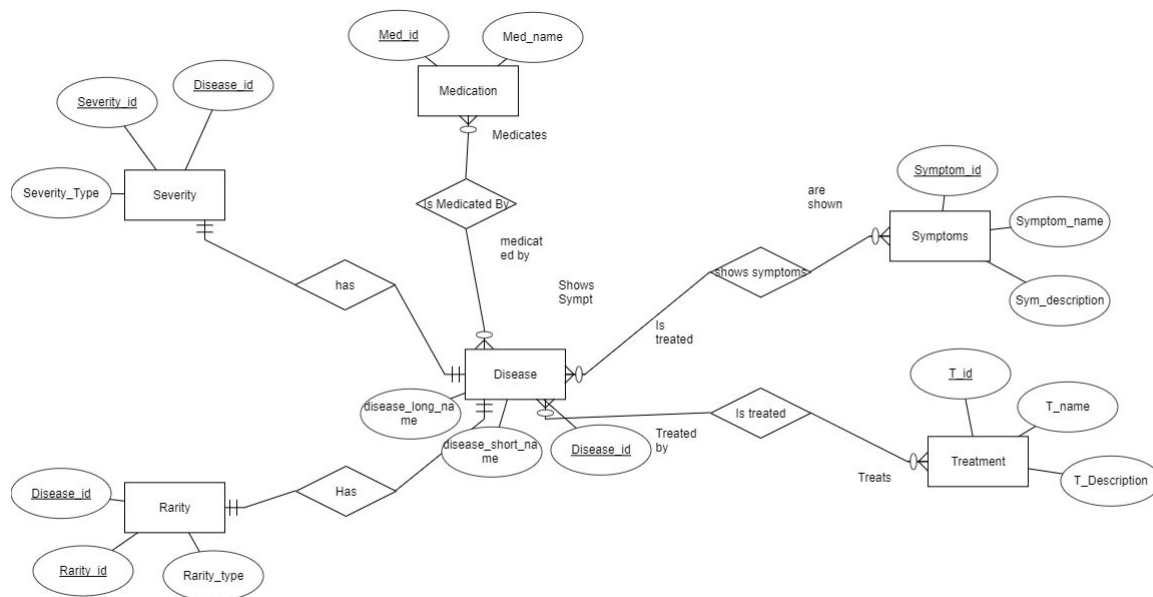 Med_id
Med_name
Medication
Medicates
Disease_id
Severity_id
Severity_Type
Severity
Is Medicated By
medicat
ed by
Symptom_id
are
shown
Symptom_name
Symptoms
Sym_description
shows symptoms
Shows
Sympt
has
Is
treated
Disease
T_id
disease_long_na
me
disease_short_na
me
Disease_id
Treated
by
Is treated
T_name
Treats
Treatment
T_Description
Disease_id
Rarity
Has
Rarity_id
Rarity_type